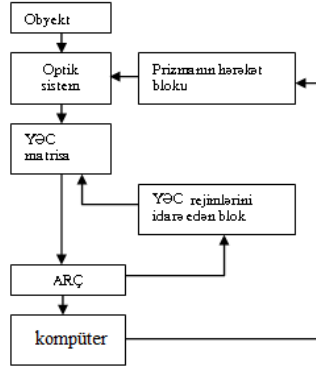 Obyekt
Optik
sistem
Prizmanın hərəkət
bloku
YƏC
matrisa
YƏC rejimlərini
idarə edən blok
ARÇ
kompüter